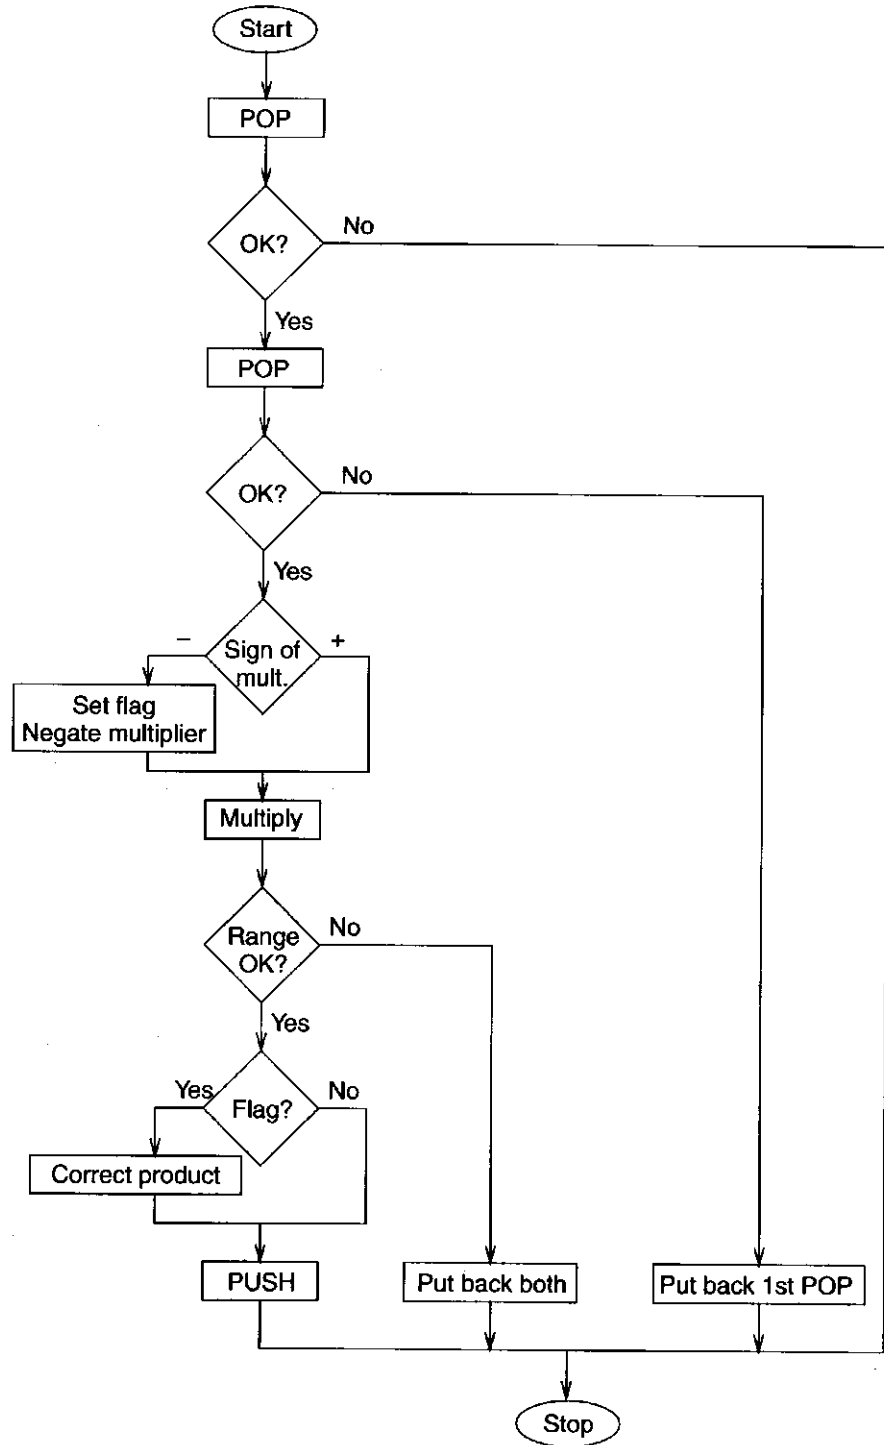 Start
POP
OK?
No
Yes
POP
OK?
No
Yes
–
Sign of
mult.
+
Set flag
Negate multiplier
Multiply
Range
OK?
No
Yes
Yes
Flag?
No
Correct product
PUSH
Put back both
Put back 1st POP
Stop